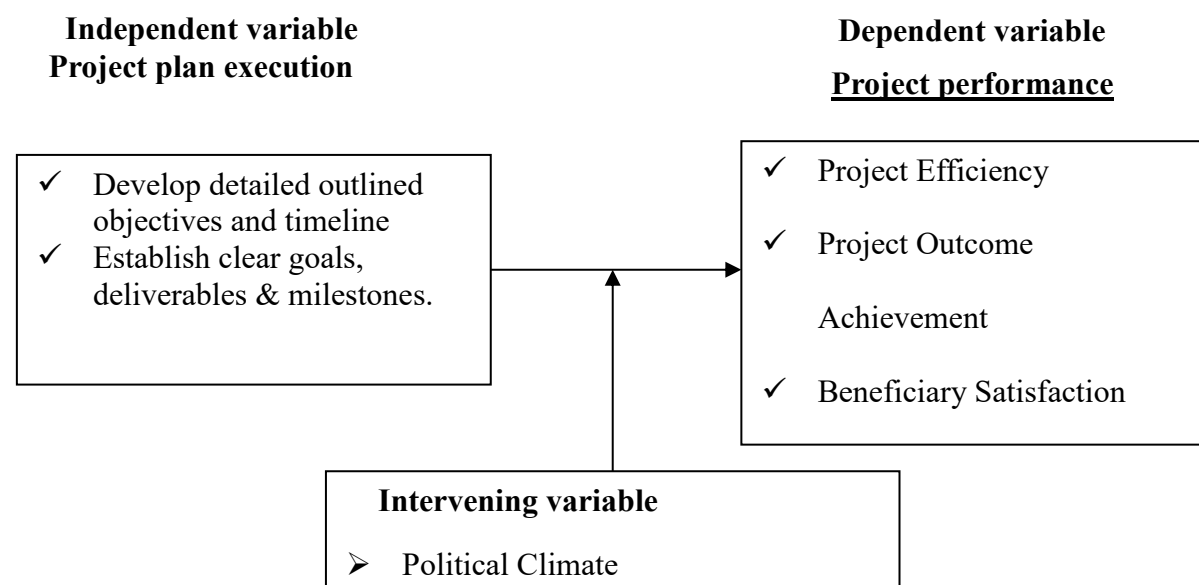 Independent variable
Project plan execution
Dependent variable
Project performance
✓ Develop detailed outlined
objectives and timeline
✓ Establish clear goals,
deliverables & milestones.
✓ Project Efficiency
✓ Project Outcome
Achievement
✓ Beneficiary Satisfaction
Intervening variable
➢ Political Climate